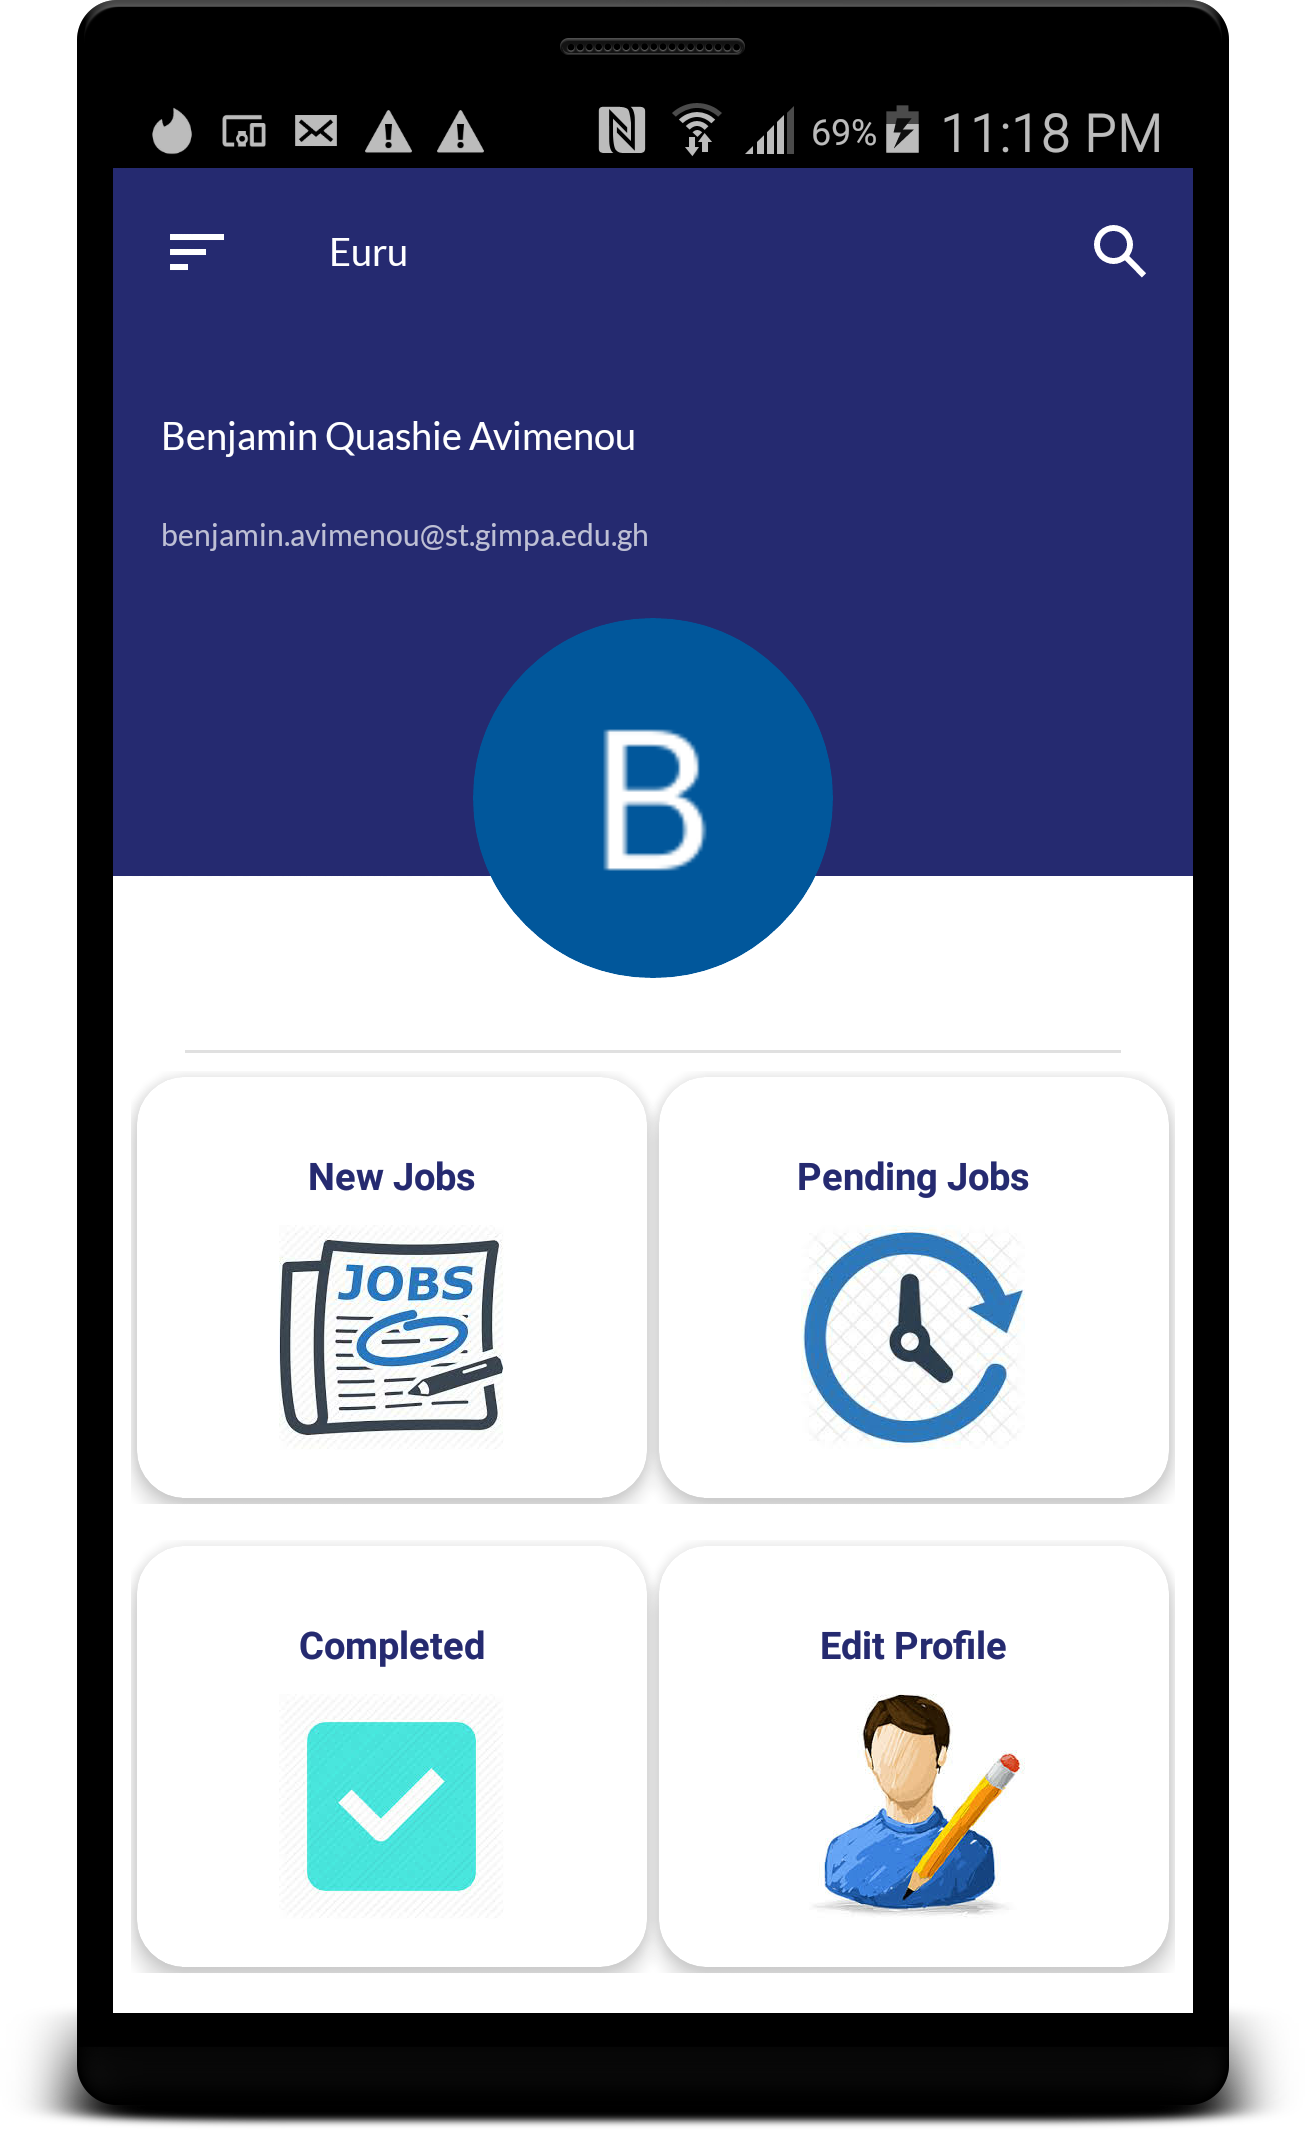 69% 11:18 PM
Euru
Benjamin Quashie Avimenou
benjamin.avimenou@st.gimpa.edu.gh
B
New Jobs
Pending Jobs
JOBS
Completed
Edit Profile